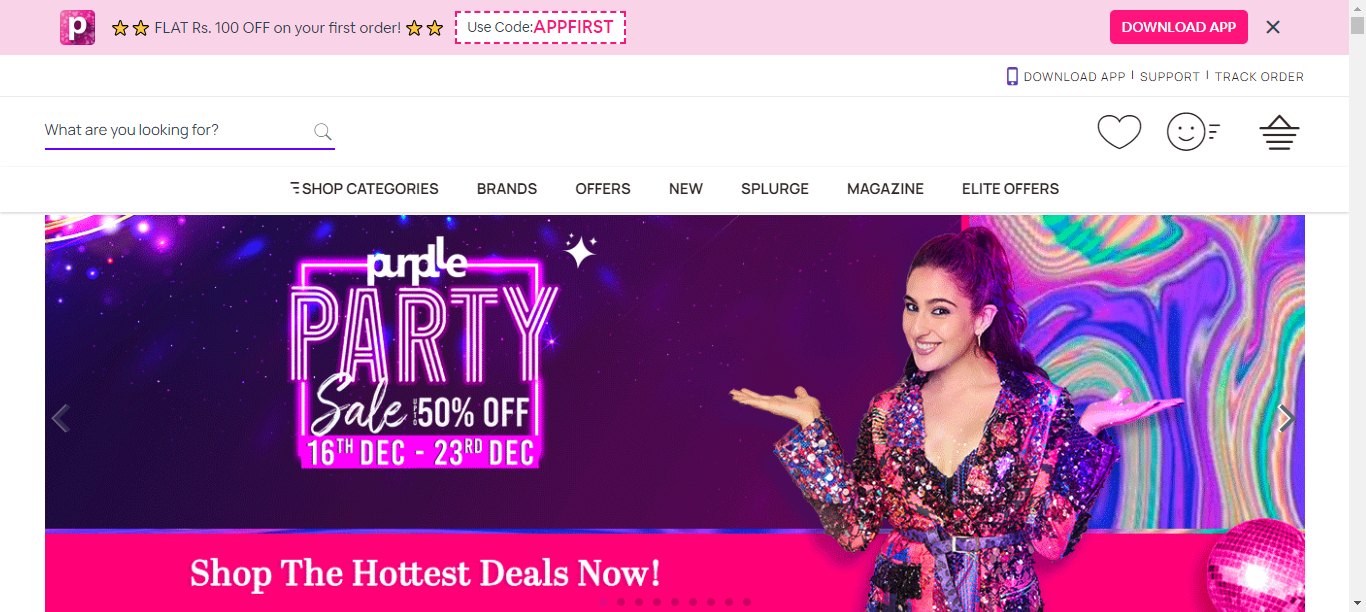 p
FLAT Rs. 100 OFF on your first order!
Use Code:APPFIRST
DOWNLOAD APP
DOWNLOAD APP | SUPPORT | TRACK ORDER
What are you looking for?
SHOP CATEGORIES BRANDS OFFERS NEW SPLURGE MAGAZINE ELITE OFFERS
purplle
PARTY
Sale UPTO 50% OFF
16TH DEC - 23RD DEC
Shop The Hottest Deals Now!